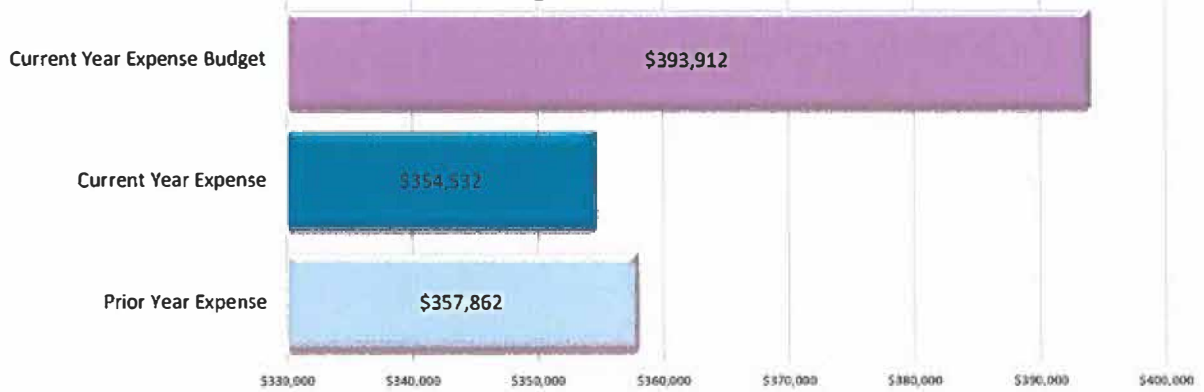 Current Year Expense Budget
$393,912
Current Year Expense
$354,532
Prior Year Expense
$357,862
$330,000 $340,000 $350,000 $360,000 $370,000 $380,000 $390,000 $400,000